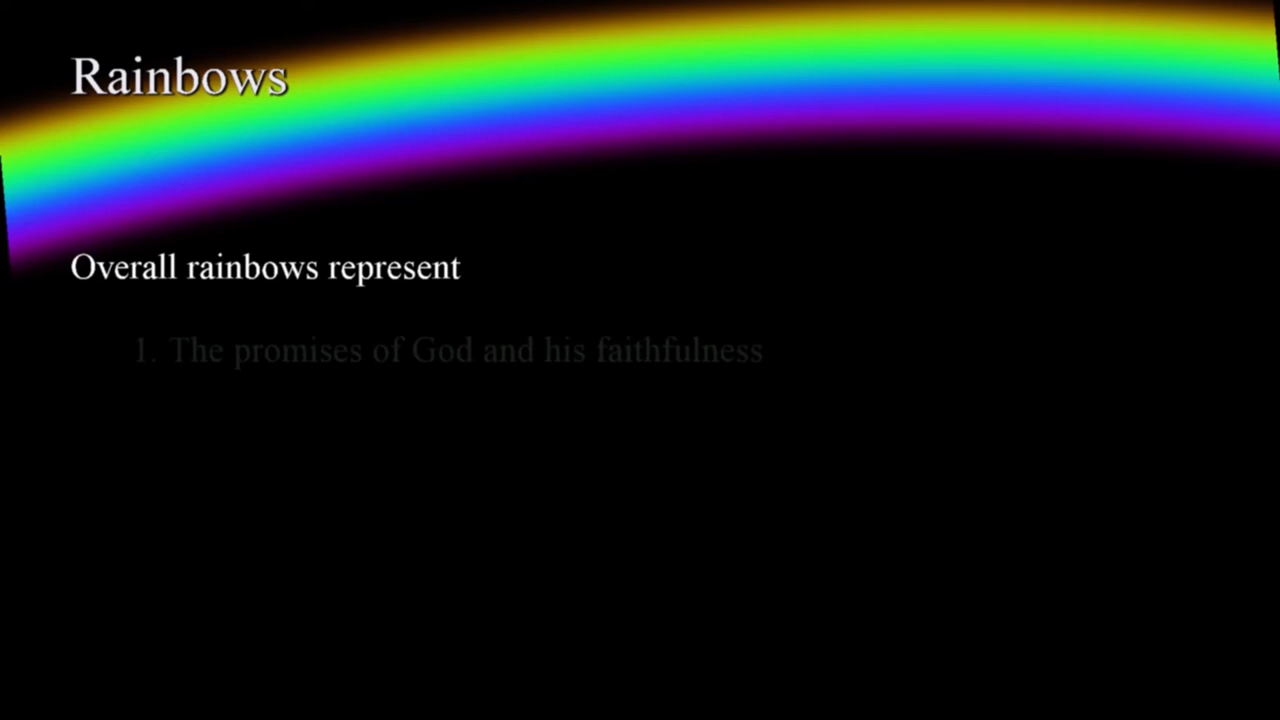 Rainbows
Overall rainbows represent
1. The promises of God and his faithfulness